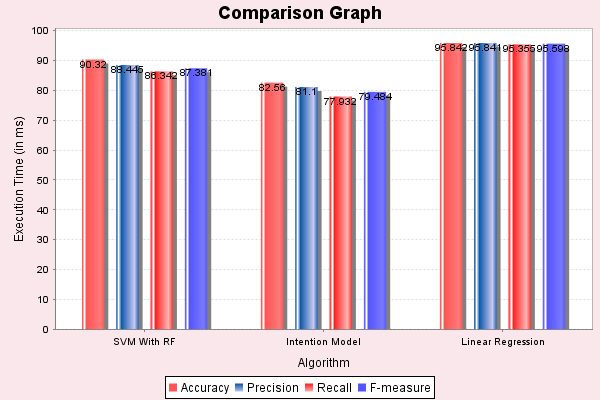 Comparison Graph
Execution Time (in ms)
100
90
80
70
60
50
40
30
20
10
0
90.32 88.445 86.342 87.381
82.56 81.1 77.932 79.484
95.842 95.841 95.355 95.598
SVM With RF Intention Model Linear Regression
Algorithm
Accuracy Precision Recall F-measure